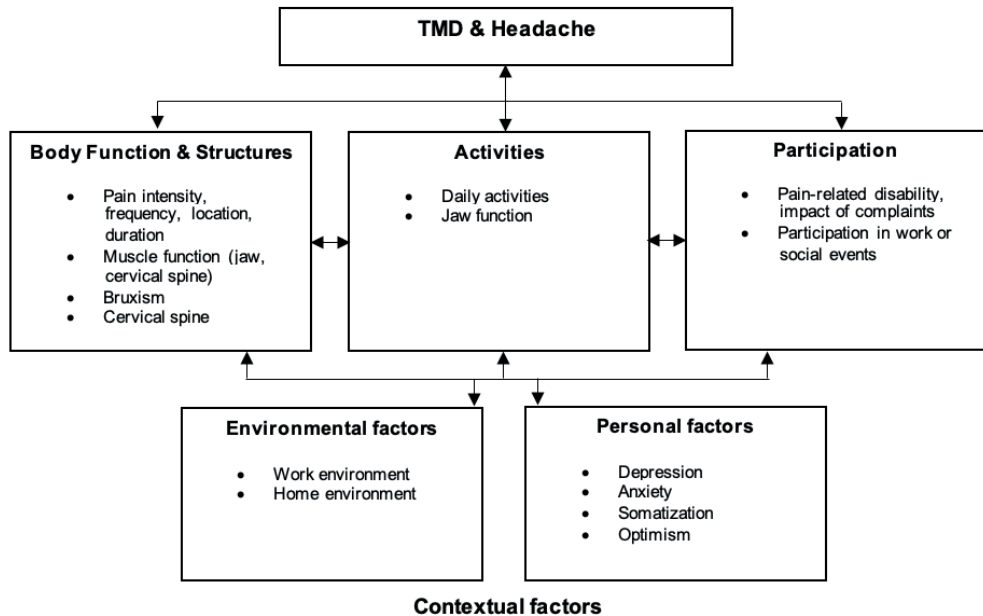 TMD & Headache
Body Function & Structures
• Pain intensity,
frequency, location,
duration
• Muscle function (jaw,
cervical spine)
• Bruxism
• Cervical spine
Activities
• Daily activities
• Jaw function
Participation
• Pain-related disability,
impact of complaints
• Participation in work or
social events
Environmental factors
• Work environment
• Home environment
Personal factors
• Depression
• Anxiety
• Somatization
• Optimism
Contextual factors